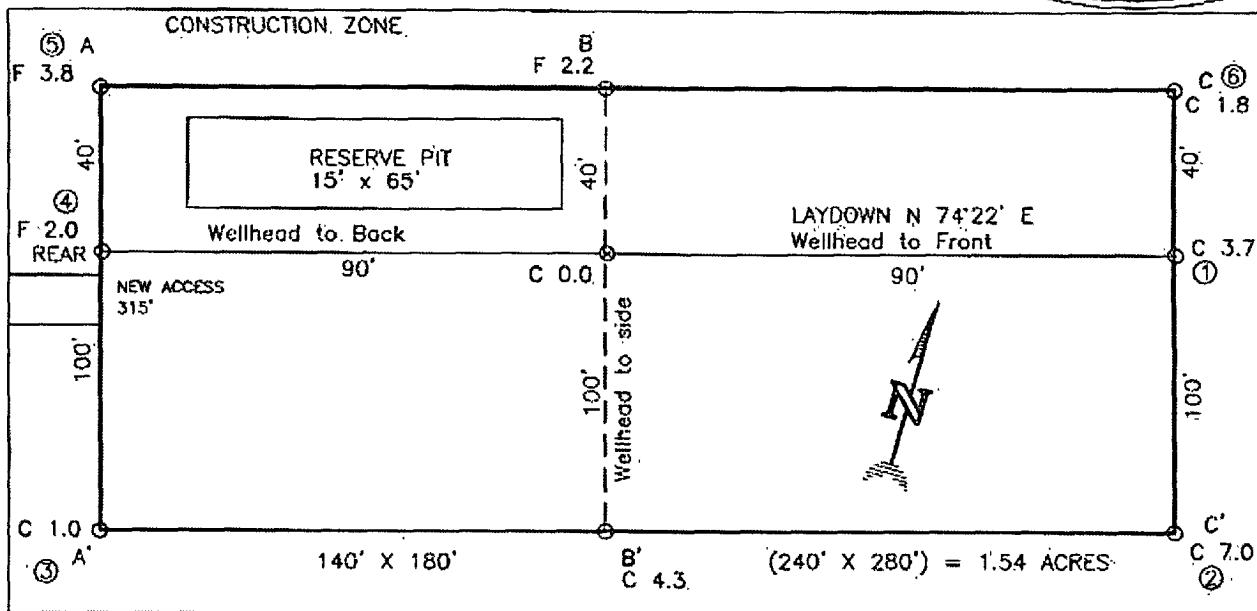 CONSTRUCTION ZONE
⑤ A
B
C ⑥
F 3.8
F 2.2
C 1.8
40'
RESERVE PIT
15' x 65'
40'
40'
④
F 2.0
REAR
Wellhead to Back
LAYDOWN N 74°22' E
Wellhead to Front
C 3.7
90'
C 0.0
90'
①
NEW ACCESS
315'
100'
100'
Wellhead to side
N
100'
C 1.0
A'
③
140' X 180'
B'
C 4.3
(240' X 280') = 1.54 ACRES
C'
C 7.0
②